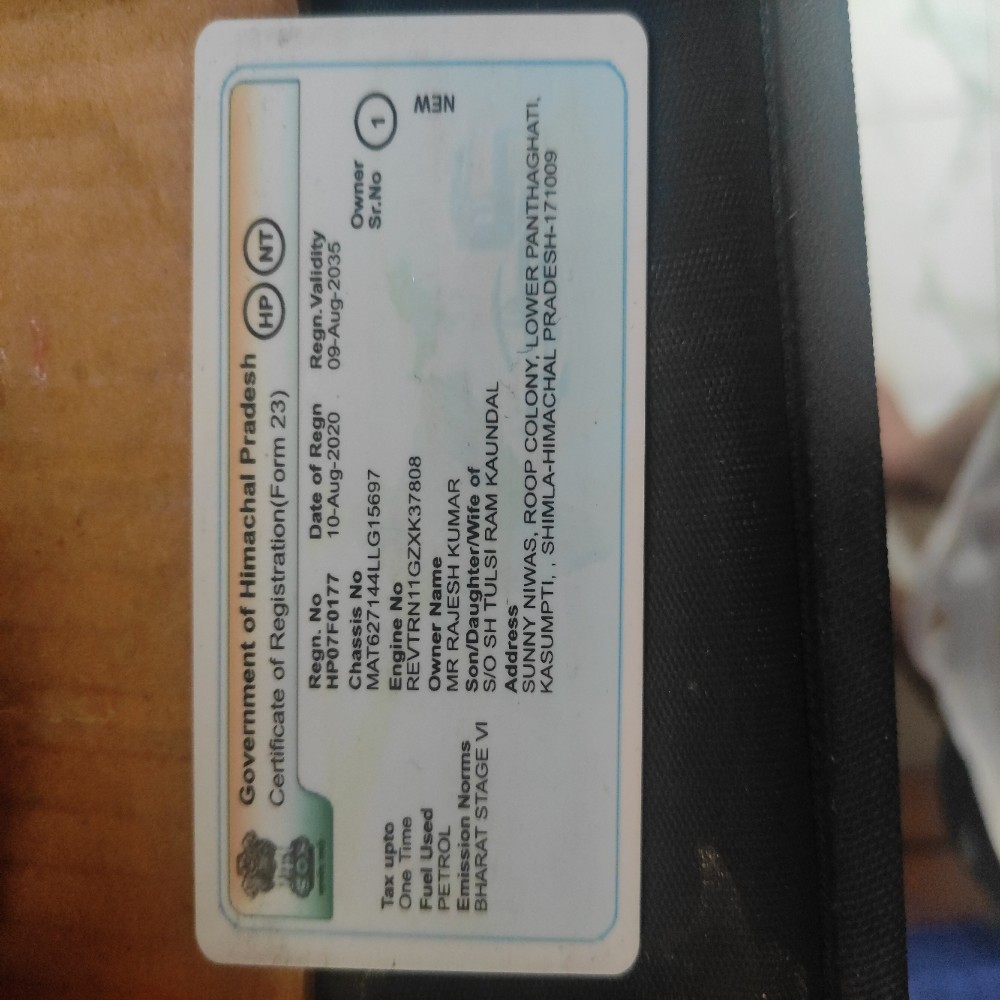 Government of Himachal Pradesh
Certificate of Registration(Form 23)
HP NT
Regn. No Date of Regn Regn.Validity
HP07F0177 10-Aug-2020 09-Aug-2035
Chassis No
MAT627144LLG15697
Owner
Sr.No
1
Engine No
REVTRN11GZXK37808
NEW
Owner Name
MR RAJESH KUMAR
Son/Daughter/Wife of
S/O SH TULSI RAM KAUNDAL
Address
SUNNY NIWAS, ROOP COLONY, LOWER PANTHAGHATI,
KASUMPTI, , SHIMLA-HIMACHAL PRADESH-171009
Tax upto
One Time
Fuel Used
PETROL
Emission Norms
BHARAT STAGE VI